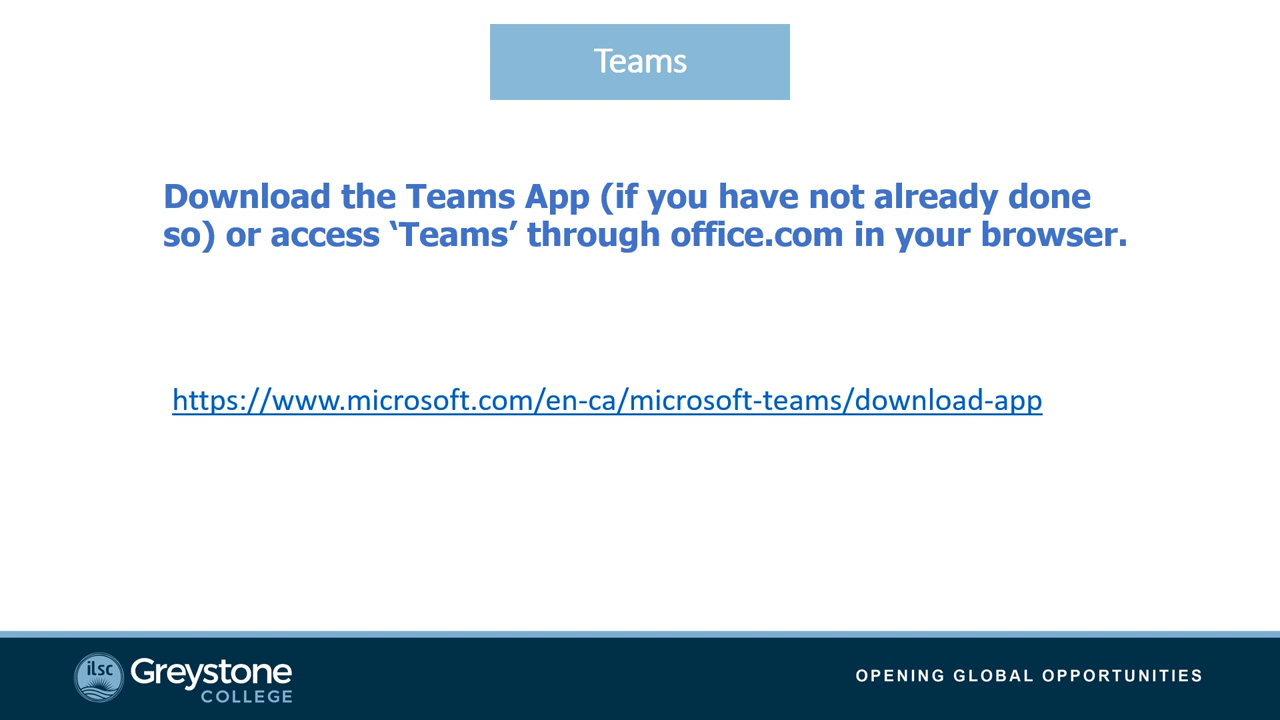 Teams
Download the Teams App (if you have not already done
so) or access ‘Teams’ through office.com in your browser.
https://www.microsoft.com/en-ca/microsoft-teams/download-app
ilsc
Greystone
COLLEGE
OPENING GLOBAL OPPORTUNITIES